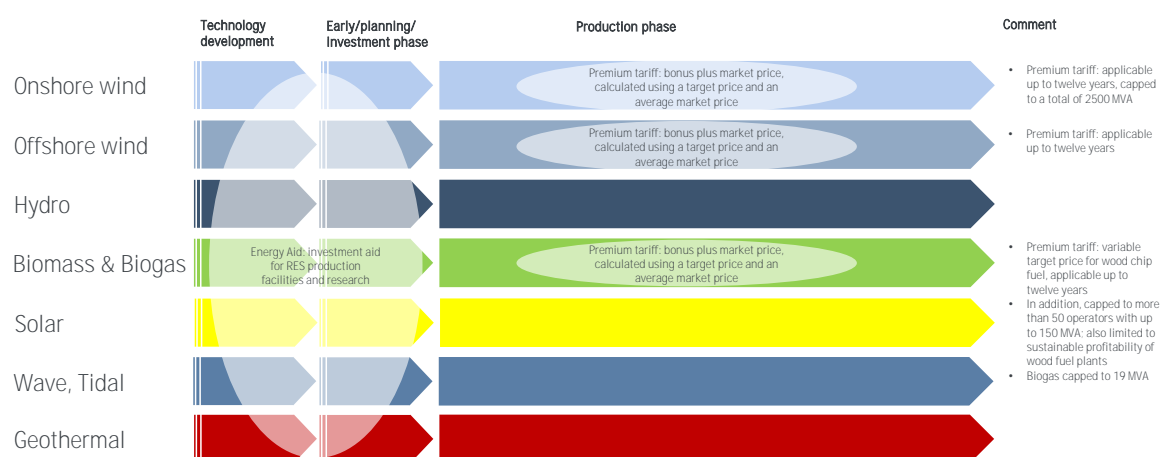 Technology
development
Early/planning/
Investment phase
Production phase
Comment
Onshore wind
Premium tariff: bonus plus market price,
calculated using a target price and an
average market price
• Premium tariff: applicable
up to twelve years, capped
to a total of 2500 MVA
Offshore wind
Premium tariff: bonus plus market price,
calculated using a target price and an
average market price
• Premium tariff: applicable
up to twelve years
Hydro
Biomass & Biogas
Energy Aid: investment aid
for RES production
facilities and research
Premium tariff: bonus plus market price,
calculated using a target price and an
average market price
• Premium tariff: variable
target price for wood chip
fuel, applicable up to
twelve years
• In addition, capped to more
than 50 operators with up
to 150 MVA; also limited to
sustainable profitability of
wood fuel plants
• Biogas capped to 19 MVA
Solar
Wave, Tidal
Geothermal